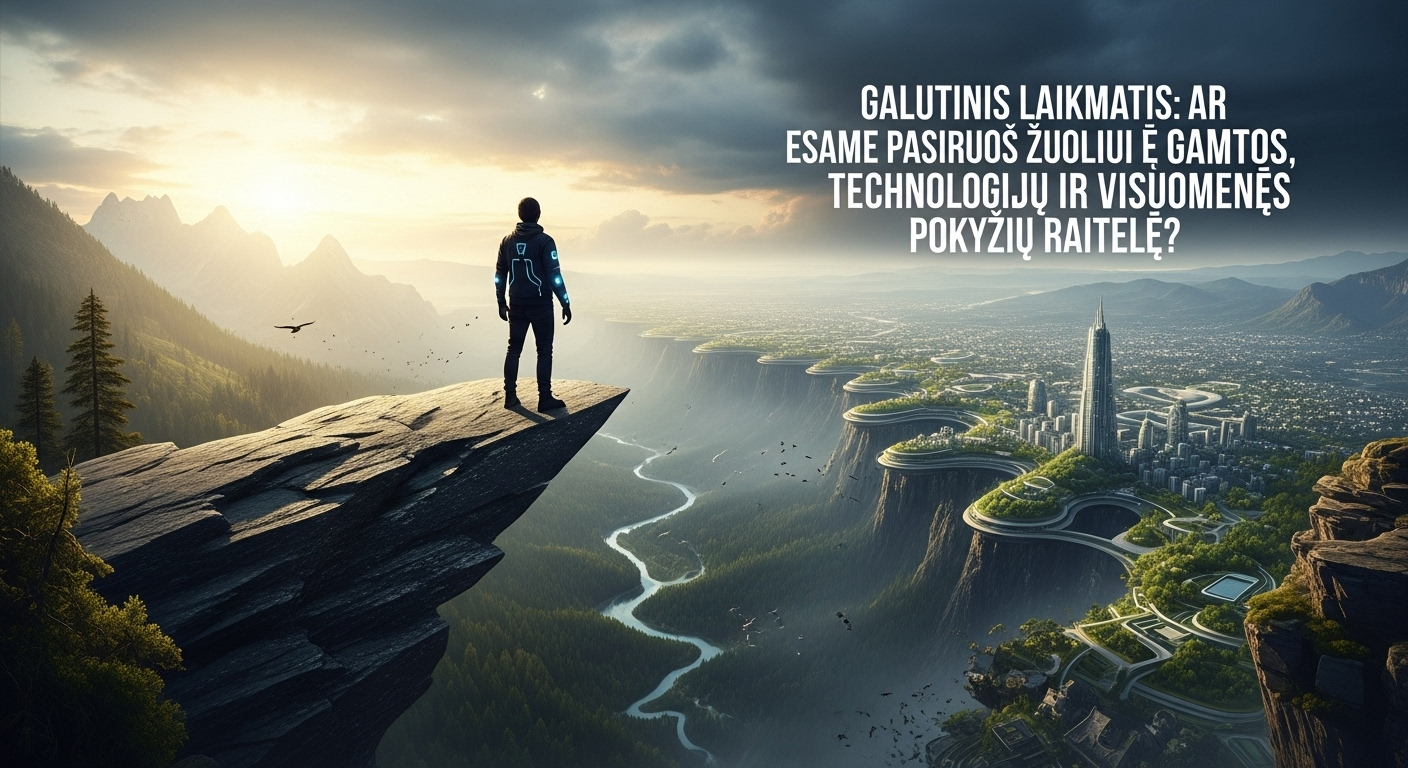 GALUTINIS LAIKMATIS: AR
ESAME PASIRUOŠ ŽUOLIUI Ę GAMTOS,
TECHNOLOGIJŲ IR VISUOMENĘS
POKYŽIŲ RAITELĘ?